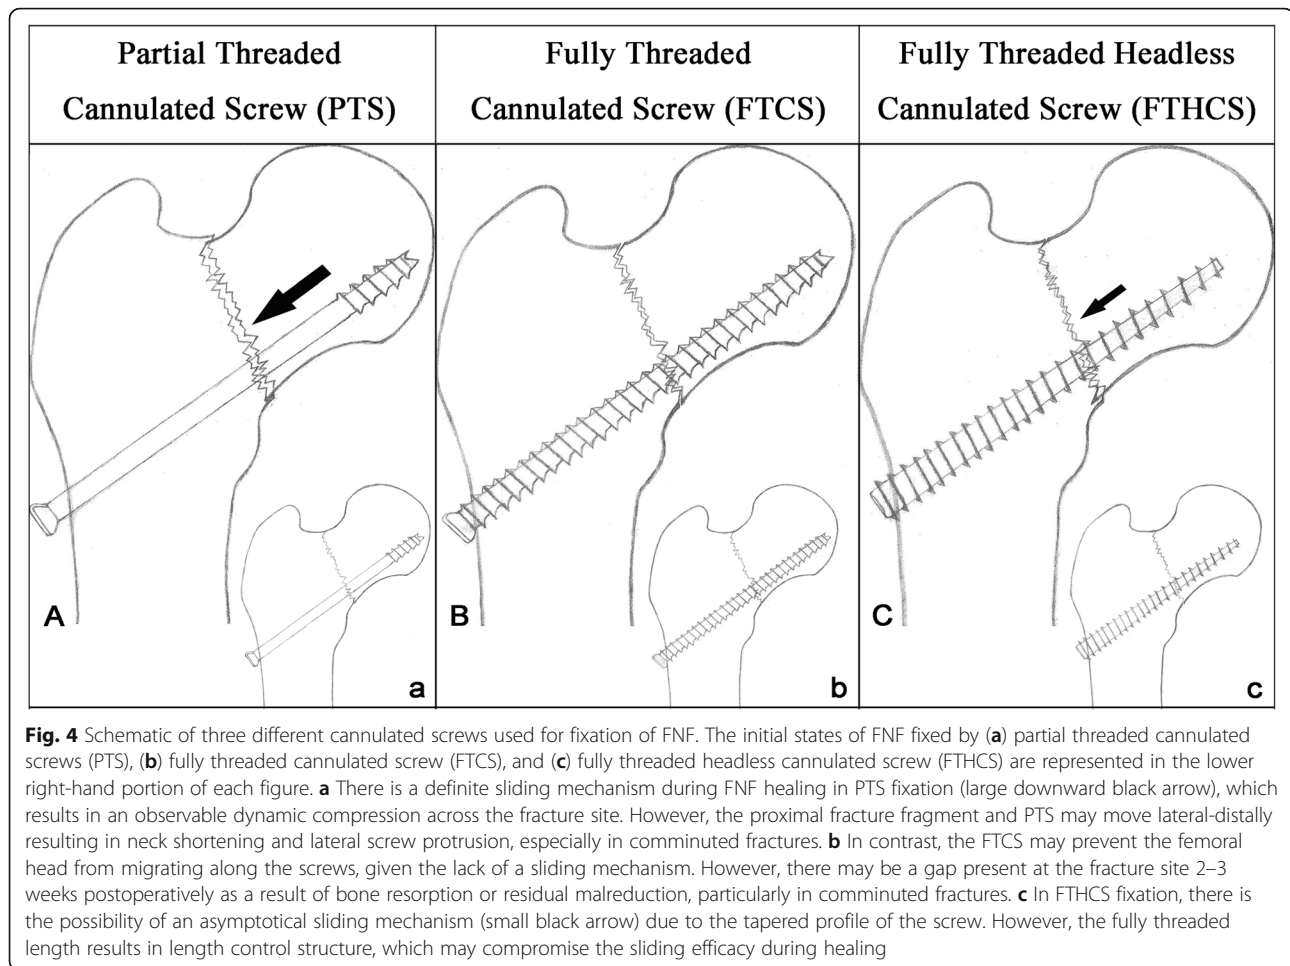 Partial Threaded
Cannulated Screw (PTS)
Fully Threaded
Cannulated Screw (FTCS)
Fully Threaded Headless
Cannulated Screw (FTHCS)
A
a
B
b
C
c
Fig. 4 Schematic of three different cannulated screws used for fixation of FNF. The initial states of FNF fixed by (a) partial threaded cannulated
screws (PTS), (b) fully threaded cannulated screw (FTCS), and (c) fully threaded headless cannulated screw (FTHCS) are represented in the lower
right-hand portion of each figure. a There is a definite sliding mechanism during FNF healing in PTS fixation (large downward black arrow), which
results in an observable dynamic compression across the fracture site. However, the proximal fracture fragment and PTS may move lateral-distally
resulting in neck shortening and lateral screw protrusion, especially in comminuted fractures. b In contrast, the FTCS may prevent the femoral
head from migrating along the screws, given the lack of a sliding mechanism. However, there may be a gap present at the fracture site 2–3
weeks postoperatively as a result of bone resorption or residual malreduction, particularly in comminuted fractures. c In FTHCS fixation, there is
the possibility of an asymptotical sliding mechanism (small black arrow) due to the tapered profile of the screw. However, the fully threaded
length results in length control structure, which may compromise the sliding efficacy during healing